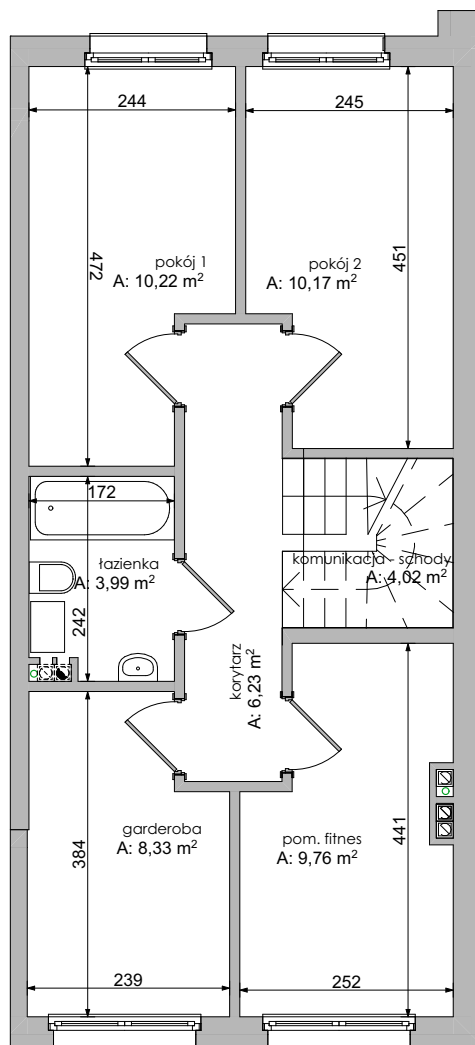 244
245
472
451
pokój 1
A: 10,22 m²
pokój 2
A: 10,17 m²
172
łazienka
A: 3,99 m²
242
komunikacja - schody
A: 4,02 m²
korytarz
A: 6,23 m²
garderoba
A: 8,33 m²
384
pom. fitnes
A: 9,76 m²
441
239
252